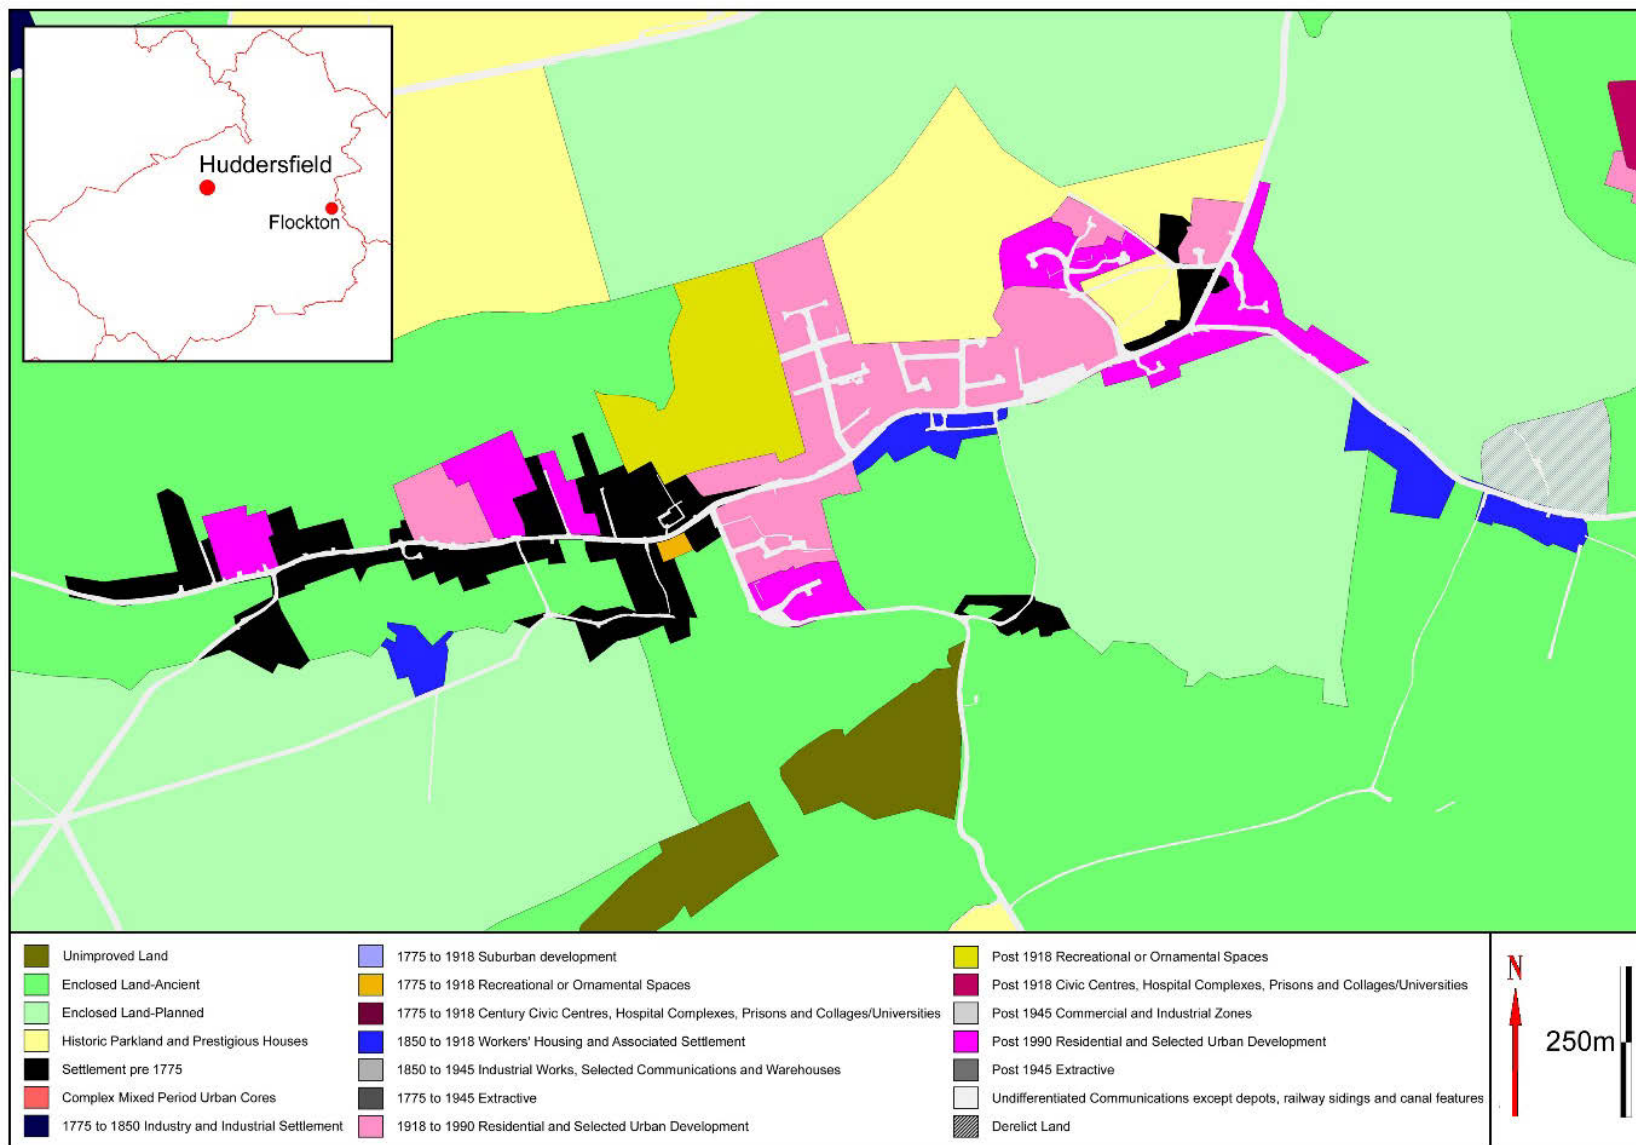 Huddersfield
Flockton
Unimproved Land
Enclosed Land-Ancient
Enclosed Land-Planned
Historic Parkland and Prestigious Houses
Settlement pre 1775
Complex Mixed Period Urban Cores
1775 to 1850 Industry and Industrial Settlement
1775 to 1918 Suburban development
1775 to 1918 Recreational or Ornamental Spaces
1775 to 1918 Century Civic Centres, Hospital Complexes, Prisons and Collages/Universities
1850 to 1918 Workers' Housing and Associated Settlement
1850 to 1945 Industrial Works, Selected Communications and Warehouses
1775 to 1945 Extractive
1918 to 1990 Residential and Selected Urban Development
Post 1918 Recreational or Ornamental Spaces
Post 1918 Civic Centres, Hospital Complexes, Prisons and Collages/Universities
Post 1945 Commercial and Industrial Zones
Post 1990 Residential and Selected Urban Development
Post 1945 Extractive
Undifferentiated Communications except depots, railway sidings and canal features
Derelict Land
N
250m